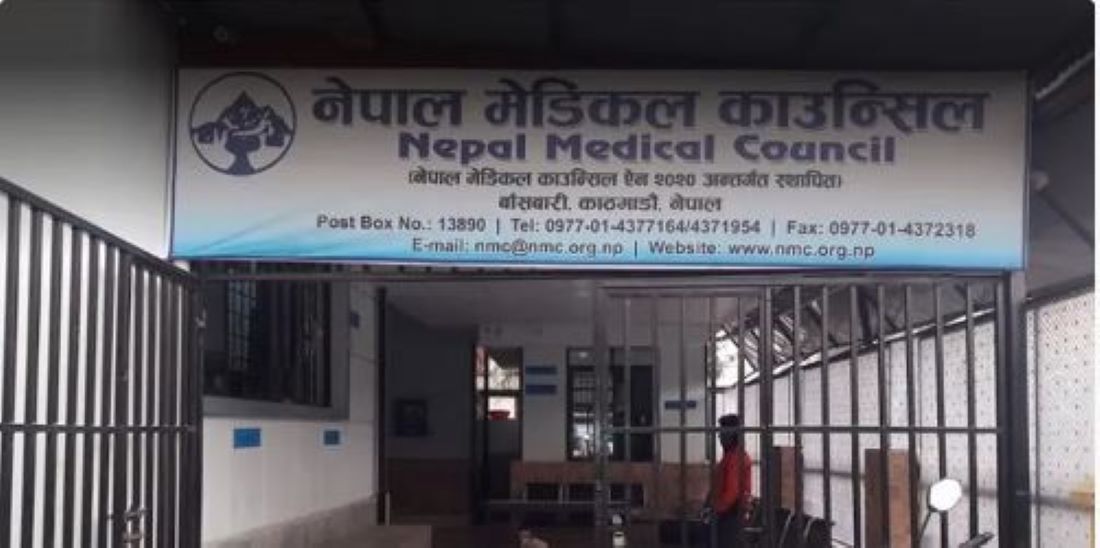 नेपाल मेडिकल काउन्सिल
Nepal Medical Council
(नेपाल मेडिकल काउन्सिल ऐन २०२० अन्तर्गत स्थापित)
बाँसबारी, काठमाडौं, नेपाल
Post Box No.: 13890 | Tel: 0977-01-4377164/4371954 | Fax: 0977-01-4372318
E-mail: nmc@nmc.org.np | Website: www.nmc.org.np